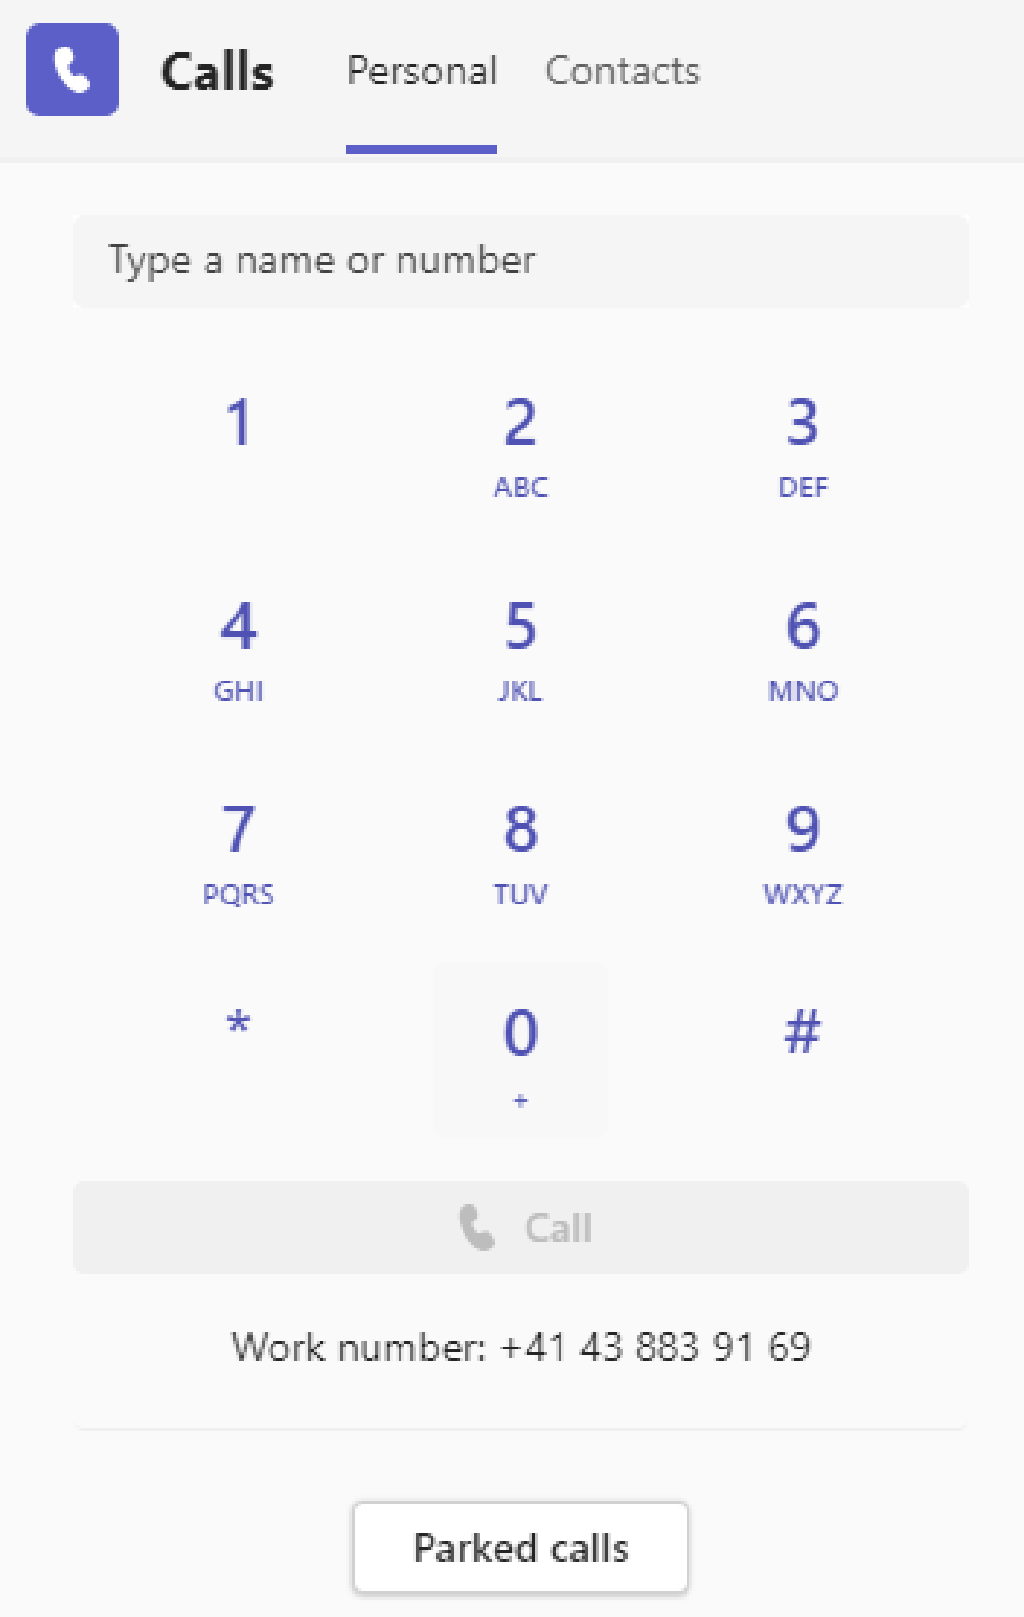 Calls Personal Contacts
Type a name or number
1 2 3
ABC DEF
4 5 6
GHI JKL MNO
7 8 9
PQRS TUV WXYZ
* 0 #
+
Call
Work number: +41 43 883 91 69
Parked calls